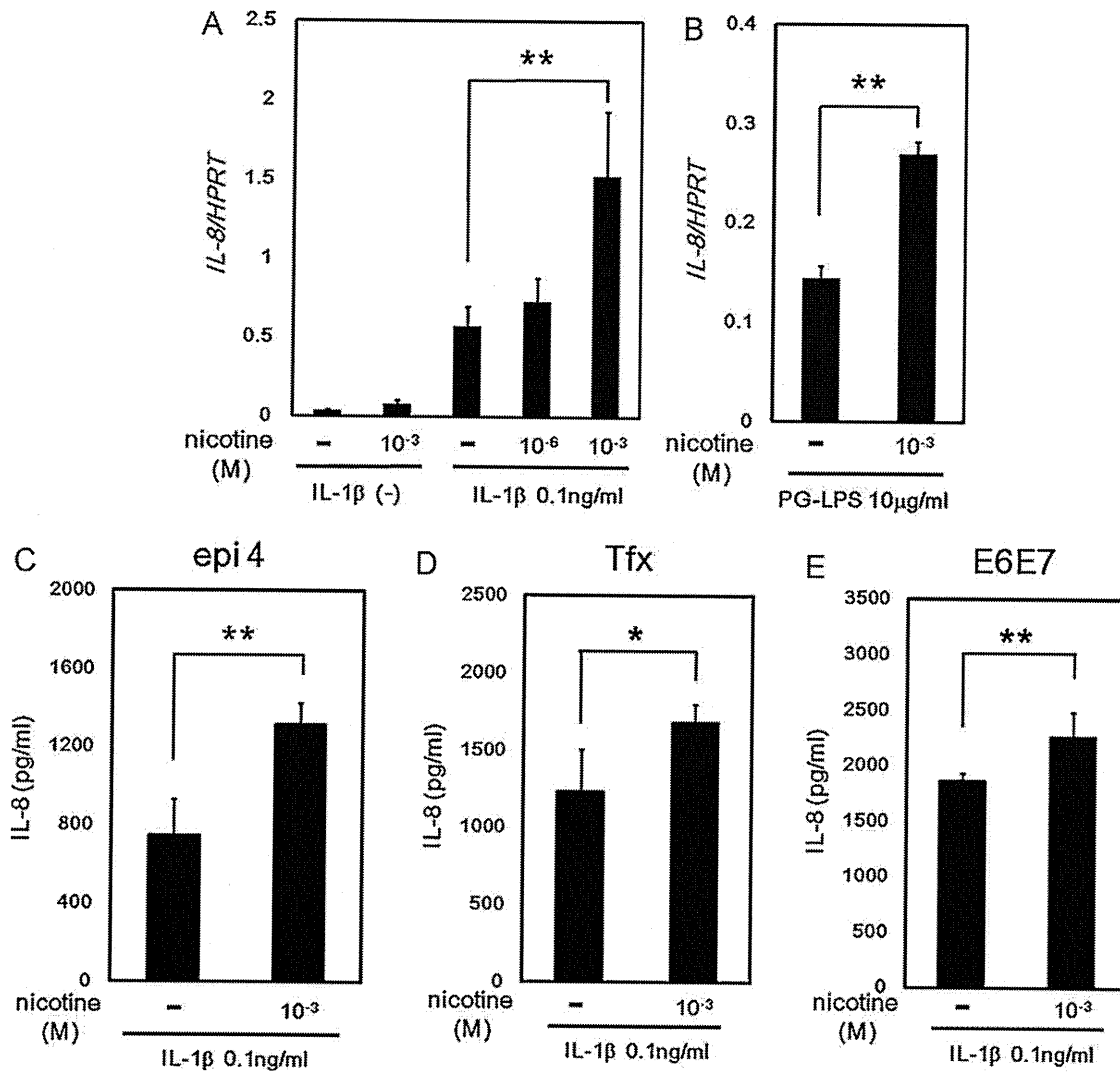 A
2.5
2
1.5
1
0.5
0
IL-8/HPRT
**
nicotine (M)
- 10-3 - 10-6 10-3
IL-1β (-) IL-1β 0.1ng/ml
B
0.4
0.3
0.2
0.1
0
IL-8/HPRT
**
nicotine (M)
- 10-3
PG-LPS 10μg/ml
C epi 4
2000
1600
1200
800
400
0
IL-8 (pg/ml)
**
nicotine (M)
- 10-3
IL-1β 0.1ng/ml
D Tfx
2500
2000
1500
1000
500
0
IL-8 (pg/ml)
*
nicotine (M)
- 10-3
IL-1β 0.1ng/ml
E E6E7
3500
3000
2500
2000
1500
1000
500
0
IL-8 (pg/ml)
**
nicotine (M)
- 10-3
IL-1β 0.1ng/ml